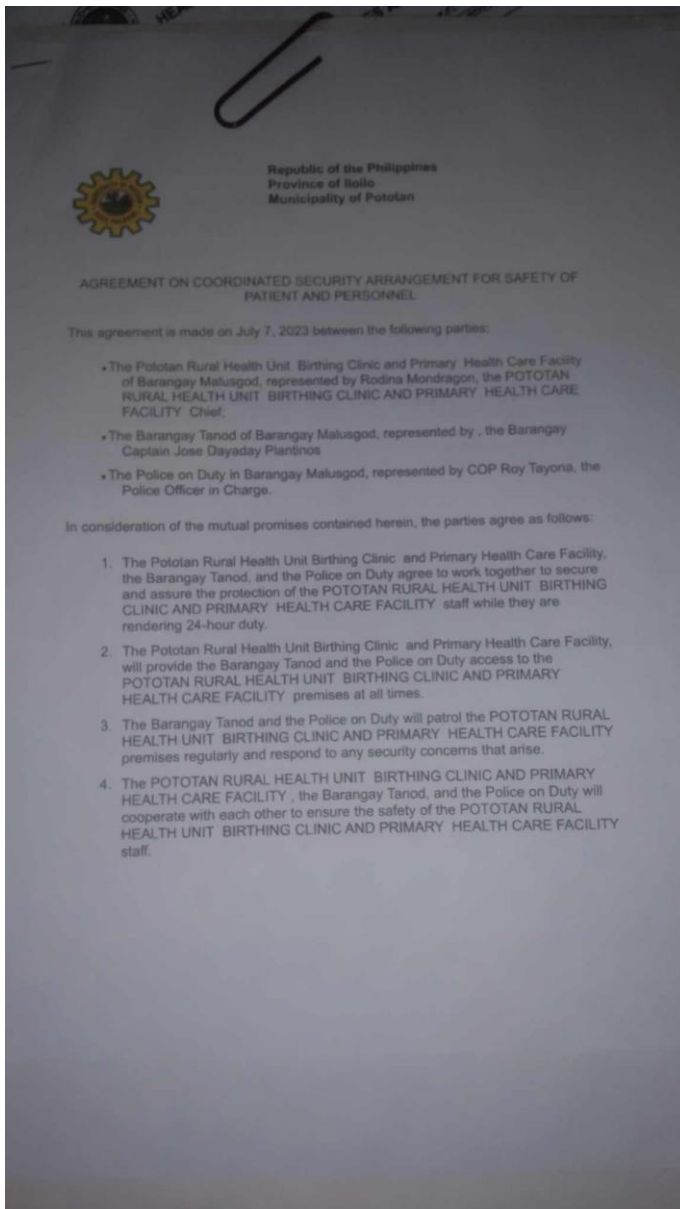 HEA
Republic of the Philippines
Province of Iloilo
Municipality of Pototan
AGREEMENT ON COORDINATED SECURITY ARRANGEMENT FOR SAFETY OF
PATIENT AND PERSONNEL
This agreement is made on July 7, 2023 between the following parties:
• The Pototan Rural Health Unit Birthing Clinic and Primary Health Care Facility
of Barangay Malusgod, represented by Rodina Mondragon, the POTOTAN
RURAL HEALTH UNIT BIRTHING CLINIC AND PRIMARY HEALTH CARE
FACILITY Chief.
• The Barangay Tanod of Barangay Malusgod, represented by , the Barangay
Captain Jose Dayaday Plantinos
• The Police on Duty in Barangay Malusgod, represented by COP Roy Tayona, the
Police Officer in Charge.
In consideration of the mutual promises contained herein, the parties agree as follows:
1. The Pototan Rural Health Unit Birthing Clinic and Primary Health Care Facility,
the Barangay Tanod, and the Police on Duty agree to work together to secure
and assure the protection of the POTOTAN RURAL HEALTH UNIT BIRTHING
CLINIC AND PRIMARY HEALTH CARE FACILITY staff while they are
rendering 24-hour duty.
2. The Pototan Rural Health Unit Birthing Clinic and Primary Health Care Facility,
will provide the Barangay Tanod and the Police on Duty access to the
POTOTAN RURAL HEALTH UNIT BIRTHING CLINIC AND PRIMARY
HEALTH CARE FACILITY premises at all times.
3. The Barangay Tanod and the Police on Duty will patrol the POTOTAN RURAL
HEALTH UNIT BIRTHING CLINIC AND PRIMARY HEALTH CARE FACILITY
premises regularly and respond to any security concerns that arise.
4. The POTOTAN RURAL HEALTH UNIT BIRTHING CLINIC AND PRIMARY
HEALTH CARE FACILITY , the Barangay Tanod, and the Police on Duty will
cooperate with each other to ensure the safety of the POTOTAN RURAL
HEALTH UNIT BIRTHING CLINIC AND PRIMARY HEALTH CARE FACILITY
staff.